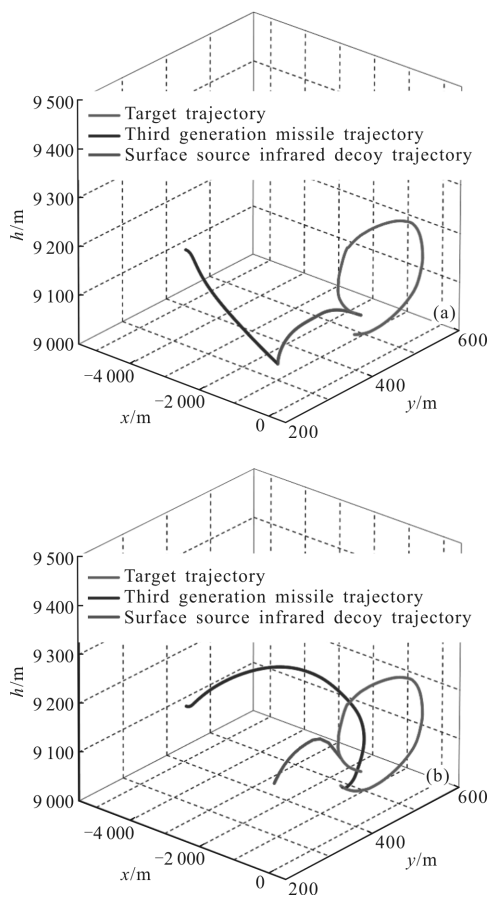 9 500
Target trajectory
Third generation missile trajectory
9 400
Surface source infrared decoy trajectory
9 300
h/m
9 200
9 100
(a)
9 000
600
−4 000
400
−2 000
y/m
x/m
0
200
9 500
Target trajectory
9 400
Third generation missile trajectory
Surface source infrared decoy trajectory
9 300
h/m
9 200
9 100
(b)
9 000
600
−4 000
400
−2 000
y/m
x/m
0
200